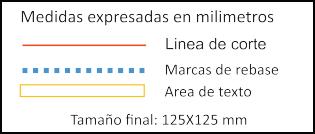 Medidas expresadas en milimetros
Linea de corte
Marcas de rebase
Area de texto
Tamaño final: 125X125 mm